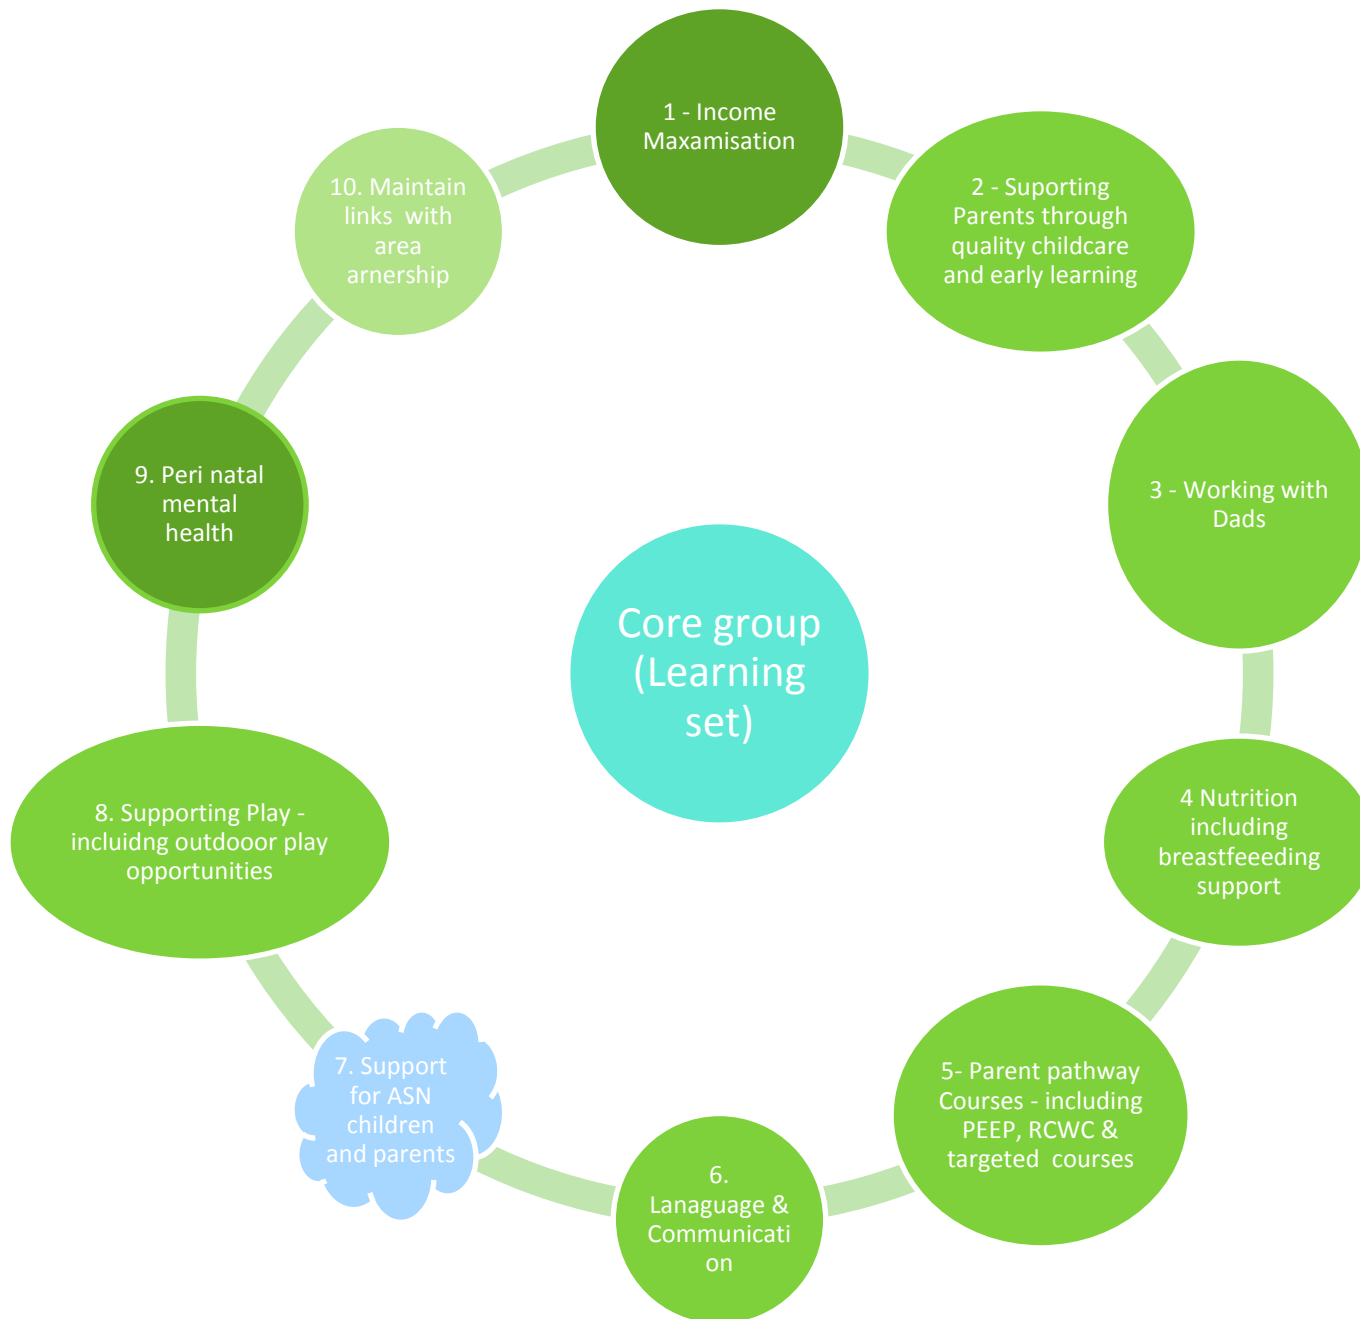 1 - Income
Maxamisation
2 - Suporting
Parents through
quality childcare
and early learning
3 - Working with
Dads
4 Nutrition
including
breastfeeeding
support
5- Parent pathway
Courses - including
PEEP, RCWC &
targeted  courses
6.
Lanaguage &
Communicati
on
7. Support
for ASN
children
and parents
8. Supporting Play -
incluidng outdooor play
opportunities
9. Peri natal
mental
health
10. Maintain
links  with
area
arnership
Core group
(Learning
set)